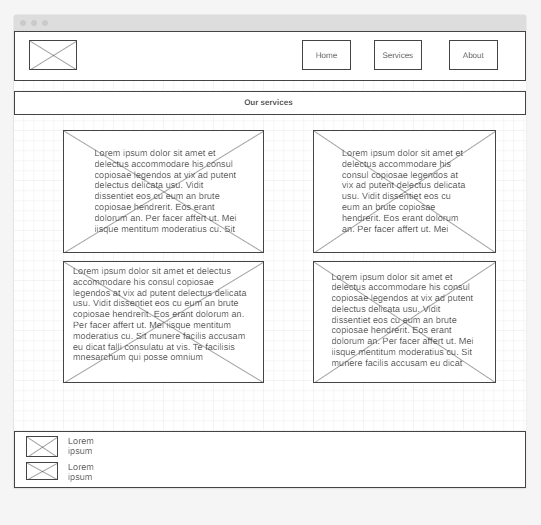 Home
Services
About
Our services
Lorem ipsum dolor sit amet et
delectus accommodare his consul
copiosae legendos at vix ad putent
delectus delicata usu. Vidit
dissentiet eos cu eum an brute
copiosae hendrerit. Eos erant
dolorum an. Per facer affert ut. Mei
iisque mentitum moderatius cu. Sit
Lorem ipsum dolor sit amet et
delectus accommodare his
consul copiosae legendos at
vix ad putent delectus delicata
usu. Vidit dissentiet eos cu
eum an brute copiosae
hendrerit. Eos erant dolorum
an. Per facer affert ut. Mei
Lorem ipsum dolor sit amet et delectus
accommodare his consul copiosae
legendos at vix ad putent delectus delicata
usu. Vidit dissentiet eos cu eum an brute
copiosae hendrerit. Eos erant dolorum an.
Per facer affert ut. Mei iisque mentitum
moderatius cu. Sit munere facilis accusam
eu dicat falli consulatu at vis. Te facilisis
mnesarchum qui posse omnium
Lorem ipsum dolor sit amet et
delectus accommodare his consul
copiosae legendos at vix ad putent
delectus delicata usu. Vidit
dissentiet eos cu eum an brute
copiosae hendrerit. Eos erant
dolorum an. Per facer affert ut. Mei
iisque mentitum moderatius cu. Sit
munere facilis accusam eu dicat
Lorem
ipsum
Lorem
ipsum